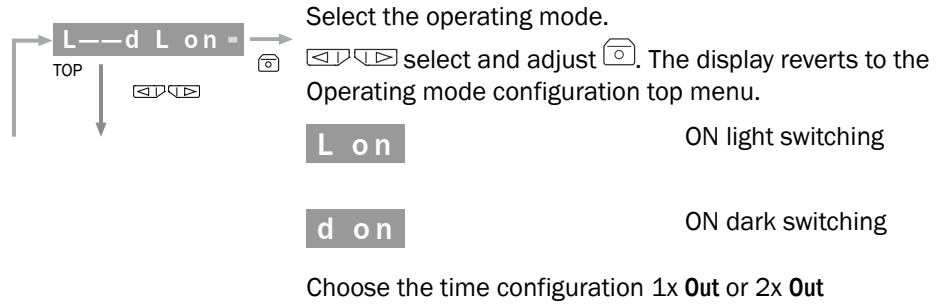 L——d L on
TOP
Select the operating mode.
select and adjust . The display reverts to the
Operating mode configuration top menu.
L on
ON light switching
d on
ON dark switching
Choose the time configuration 1x Out or 2x Out